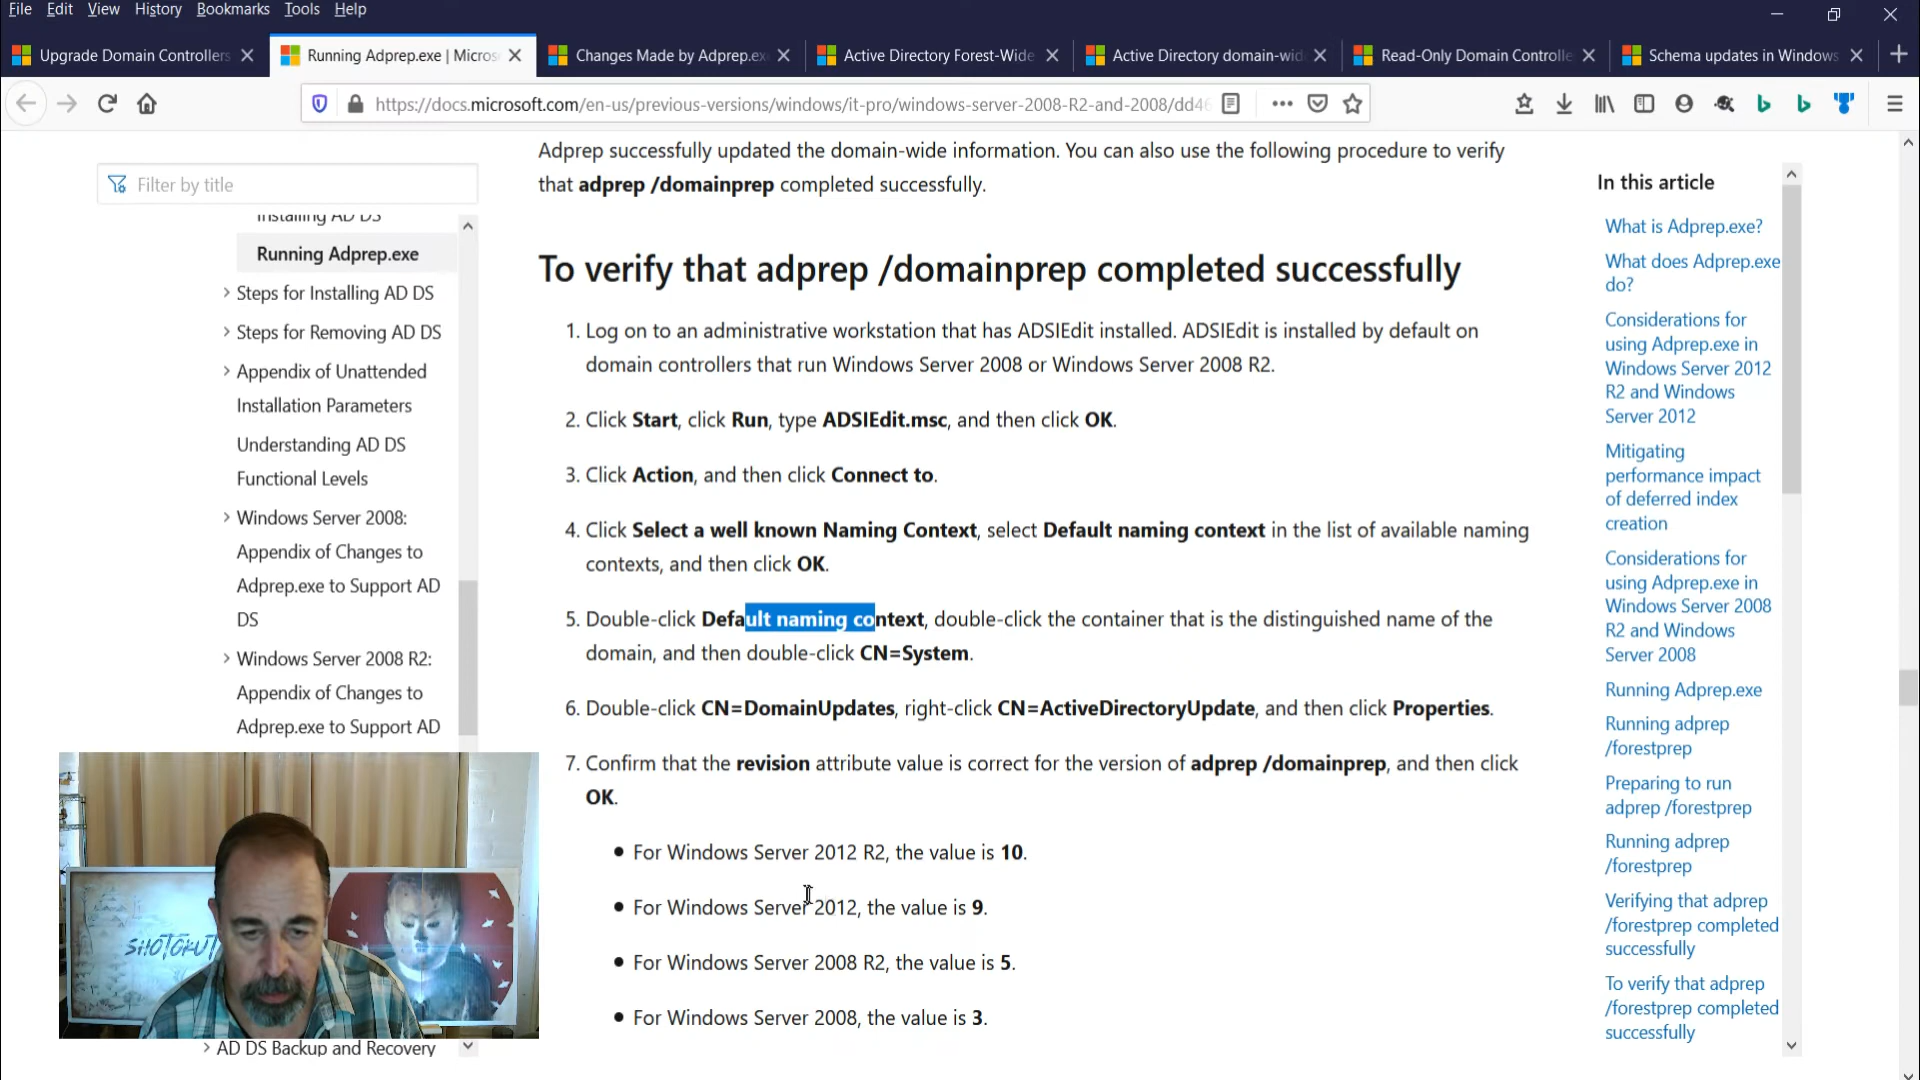 File Edit View History Bookmarks Tools Help
Upgrade Domain Controllers
Running Adprep.exe | Micros
Changes Made by Adprep.ex
Active Directory Forest-Wide
Active Directory domain-wid
Read-Only Domain Controlle
Schema updates in Windows
https://docs.microsoft.com/en-us/previous-versions/windows/it-pro/windows-server-2008-R2-and-2008/dd46
Filter by title
Installing AD DS
Running Adprep.exe
Steps for Installing AD DS
Steps for Removing AD DS
Appendix of Unattended
Installation Parameters
Understanding AD DS
Functional Levels
Windows Server 2008:
Appendix of Changes to
Adprep.exe to Support AD
DS
Windows Server 2008 R2:
Appendix of Changes to
Adprep.exe to Support AD
AD DS Backup and Recovery
Adprep successfully updated the domain-wide information. You can also use the following procedure to verify
that adprep /domainprep completed successfully.
To verify that adprep /domainprep completed successfully
1. Log on to an administrative workstation that has ADSIEdit installed. ADSIEdit is installed by default on
domain controllers that run Windows Server 2008 or Windows Server 2008 R2.
2. Click Start, click Run, type ADSIEdit.msc, and then click OK.
3. Click Action, and then click Connect to.
4. Click Select a well known Naming Context, select Default naming context in the list of available naming
contexts, and then click OK.
5. Double-click Default naming context, double-click the container that is the distinguished name of the
domain, and then double-click CN=System.
6. Double-click CN=DomainUpdates, right-click CN=ActiveDirectoryUpdate, and then click Properties.
7. Confirm that the revision attribute value is correct for the version of adprep /domainprep, and then click
OK.
● For Windows Server 2012 R2, the value is 10.
● For Windows Server 2012, the value is 9.
● For Windows Server 2008 R2, the value is 5.
● For Windows Server 2008, the value is 3.
In this article
What is Adprep.exe?
What does Adprep.exe
do?
Considerations for
using Adprep.exe in
Windows Server 2012
R2 and Windows
Server 2012
Mitigating
performance impact
of deferred index
creation
Considerations for
using Adprep.exe in
Windows Server 2008
R2 and Windows
Server 2008
Running Adprep.exe
Running adprep
/forestprep
Preparing to run
adprep /forestprep
Running adprep
/forestprep
Verifying that adprep
/forestprep completed
successfully
To verify that adprep
/forestprep completed
successfully